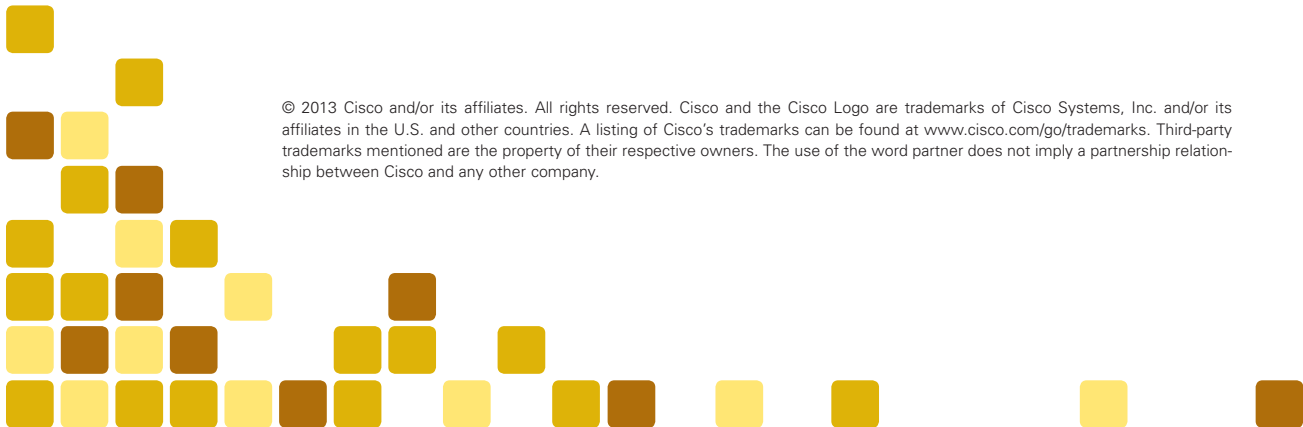 © 2013 Cisco and/or its affiliates. All rights reserved. Cisco and the Cisco Logo are trademarks of Cisco Systems, Inc. and/or its
affiliates in the U.S. and other countries. A listing of Cisco's trademarks can be found at www.cisco.com/go/trademarks. Third-party
trademarks mentioned are the property of their respective owners. The use of the word partner does not imply a partnership relation-
ship between Cisco and any other company.